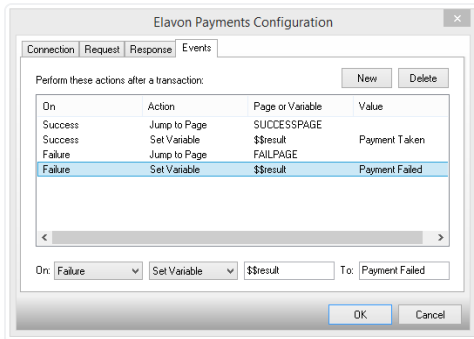 Elavon Payments Configuration
Connection Request Response Events
Perform these actions after a transaction: New Delete
On Action Page or Variable Value
Success Jump to Page SUCCESSPAGE
Success Set Variable $$result Payment Taken
Failure Jump to Page FAILPAGE
Failure Set Variable $$result Payment Failed
On: Failure Set Variable $$result To: Payment Failed
OK Cancel